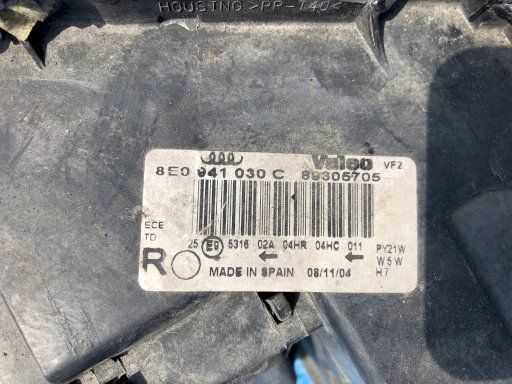 HOUSING >PP-T40<
Valeo VF2
8E0 941 030 C 89305705
ECE
TD
25 E9 5316 02A 04HR 04HC 011 PY21W
W5W
R MADE IN SPAIN 08/11/04 H7